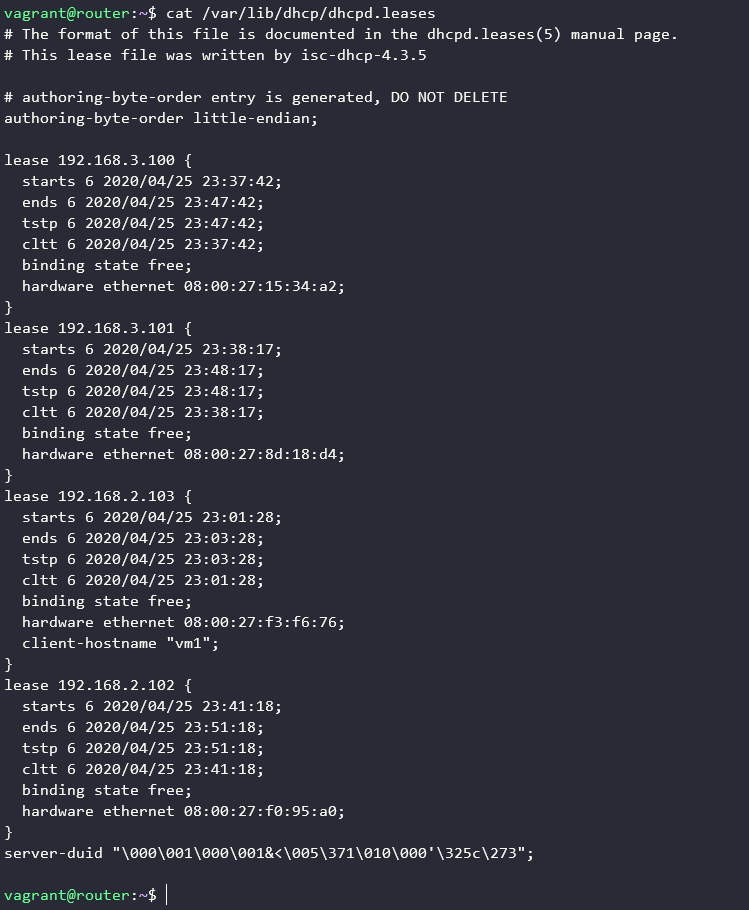 vagrant@router:~$ cat /var/lib/dhcp/dhcpd.leases
# The format of this file is documented in the dhcpd.leases(5) manual page.
# This lease file was written by isc-dhcp-4.3.5

# authoring-byte-order entry is generated, DO NOT DELETE
authoring-byte-order little-endian;

lease 192.168.3.100 {
  starts 6 2020/04/25 23:37:42;
  ends 6 2020/04/25 23:47:42;
  tstp 6 2020/04/25 23:47:42;
  cltt 6 2020/04/25 23:37:42;
  binding state free;
  hardware ethernet 08:00:27:15:34:a2;
}
lease 192.168.3.101 {
  starts 6 2020/04/25 23:38:17;
  ends 6 2020/04/25 23:48:17;
  tstp 6 2020/04/25 23:48:17;
  cltt 6 2020/04/25 23:38:17;
  binding state free;
  hardware ethernet 08:00:27:8d:18:d4;
}
lease 192.168.2.103 {
  starts 6 2020/04/25 23:01:28;
  ends 6 2020/04/25 23:03:28;
  tstp 6 2020/04/25 23:03:28;
  cltt 6 2020/04/25 23:01:28;
  binding state free;
  hardware ethernet 08:00:27:f3:f6:76;
  client-hostname "vm1";
}
lease 192.168.2.102 {
  starts 6 2020/04/25 23:41:18;
  ends 6 2020/04/25 23:51:18;
  tstp 6 2020/04/25 23:51:18;
  cltt 6 2020/04/25 23:41:18;
  binding state free;
  hardware ethernet 08:00:27:f0:95:a0;
}
server-duid "\000\001\000\001&<\005\371\010\000'\325c\273";

vagrant@router:~$